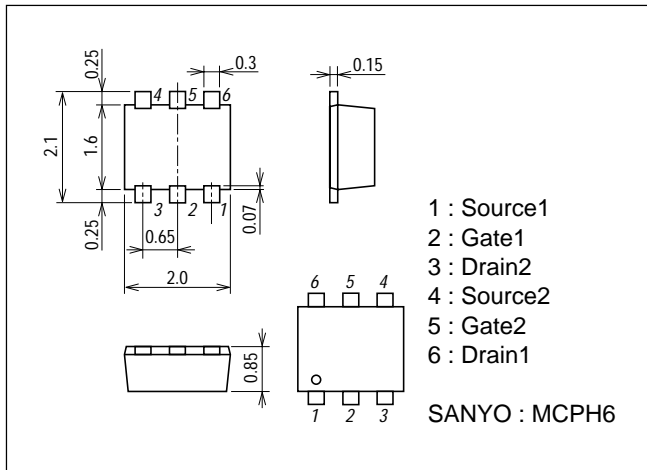 0.25
0.3
0.15
4 5 6
2.1
1.6
3 2 1
0.25
0.65
0.07
2.0
1 : Source1
2 : Gate1
3 : Drain2
4 : Source2
5 : Gate2
6 : Drain1
6 5 4
0.85
1 2 3
SANYO : MCPH6